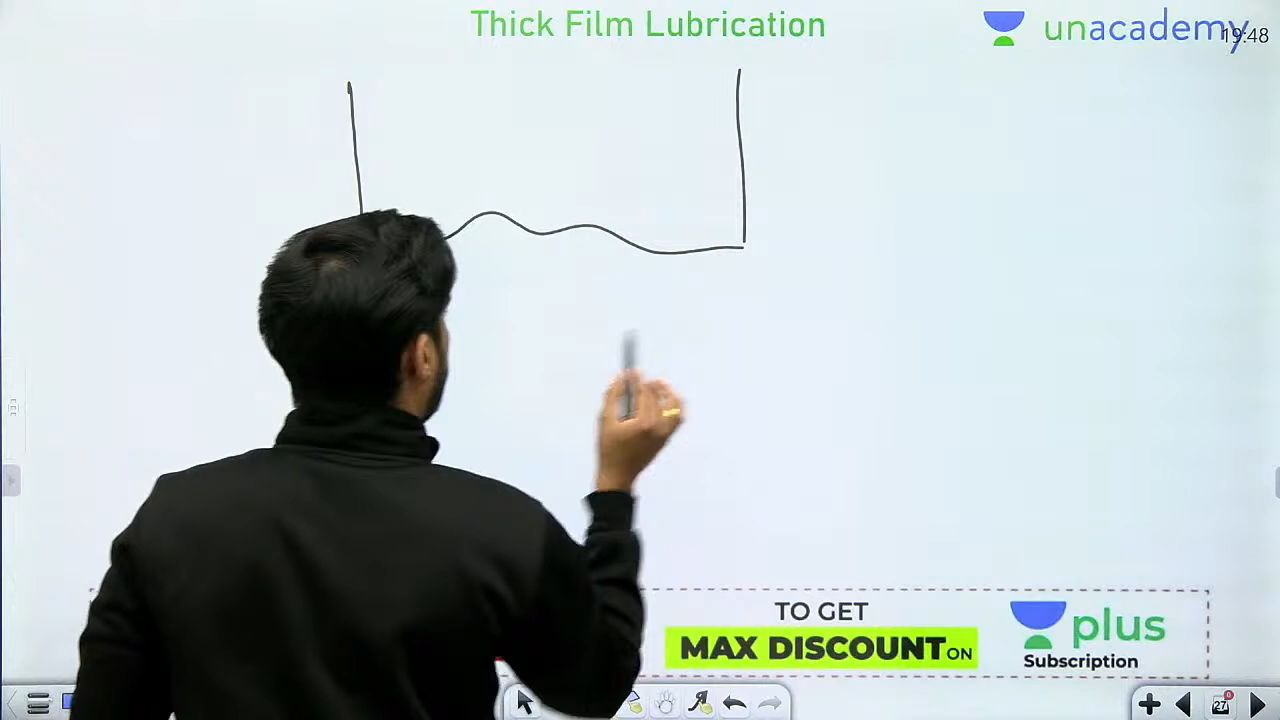 Thick Film Lubrication
unacademy
19:48
TO GET
MAX DISCOUNT ON
plus
Subscription
27